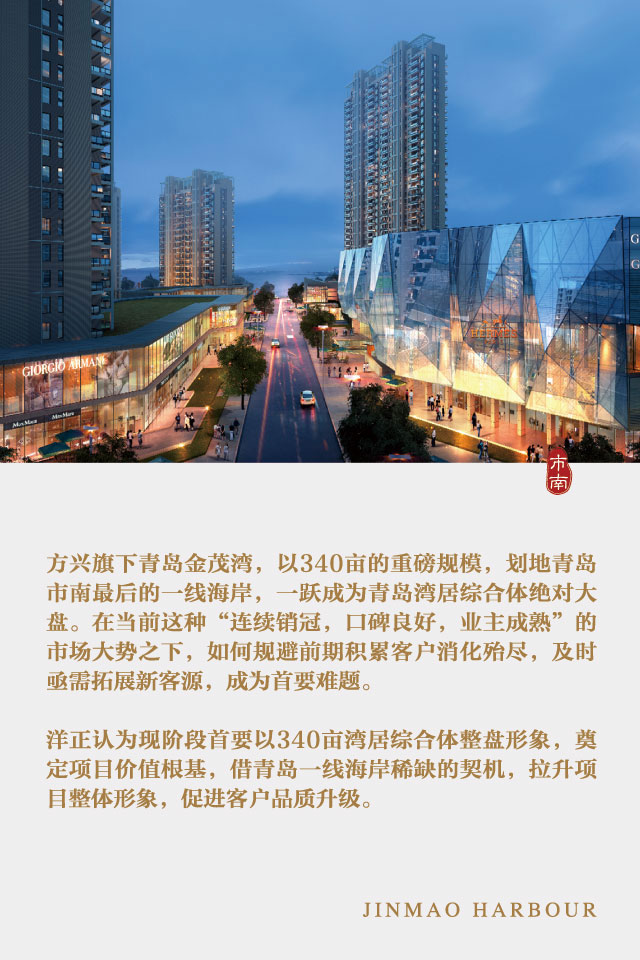 G
G
GIORGIO ARMANI
MaxMara
MaxMara
市南
方兴旗下青岛金茂湾，以340亩的重磅规模，划地青岛
市南最后的一线海岸，一跃成为青岛湾居综合体绝对大
盘。在当前这种“连续销冠，口碑良好，业主成熟”的
市场大势之下，如何规避前期积累客户消化殆尽，及时
亟需拓展新客源，成为首要难题。
洋正认为现阶段首要以340亩湾居综合体整盘形象，奠
定项目价值根基，借青岛一线海岸稀缺的契机，拉升项
目整体形象，促进客户品质升级。
JINMAO HARBOUR